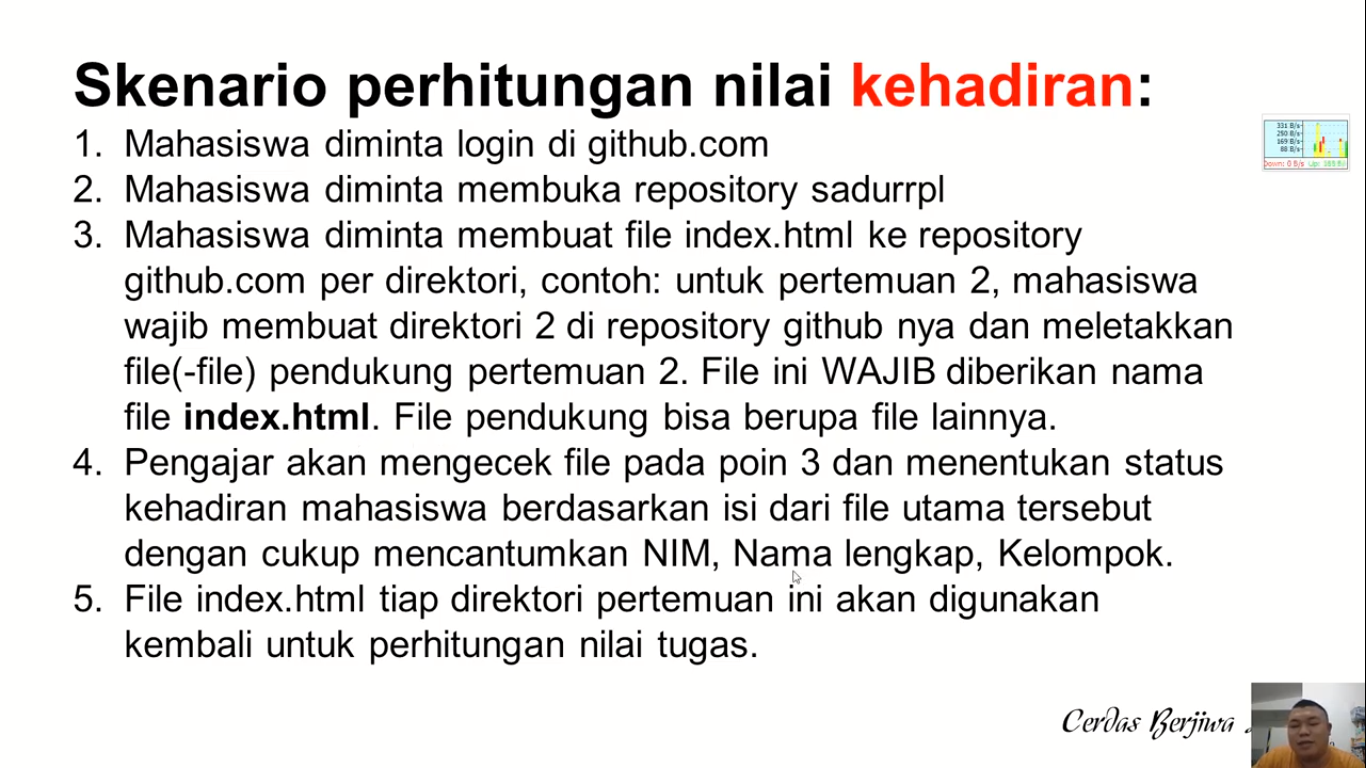 Skenario perhitungan nilai kehadiran:
1. Mahasiswa diminta login di github.com
2. Mahasiswa diminta membuka repository sadurrpl
3. Mahasiswa diminta membuat file index.html ke repository
github.com per direktori, contoh: untuk pertemuan 2, mahasiswa
wajib membuat direktori 2 di repository github nya dan meletakkan
file(-file) pendukung pertemuan 2. File ini WAJIB diberikan nama
file index.html. File pendukung bisa berupa file lainnya.
4. Pengajar akan mengecek file pada poin 3 dan menentukan status
kehadiran mahasiswa berdasarkan isi dari file utama tersebut
dengan cukup mencantumkan NIM, Nama lengkap, Kelompok.
5. File index.html tiap direktori pertemuan ini akan digunakan
kembali untuk perhitungan nilai tugas.
331 B/s
250 B/s
169 B/s
88 B/s
Down: 0 B/s Up:
Cerdas Berjiwa